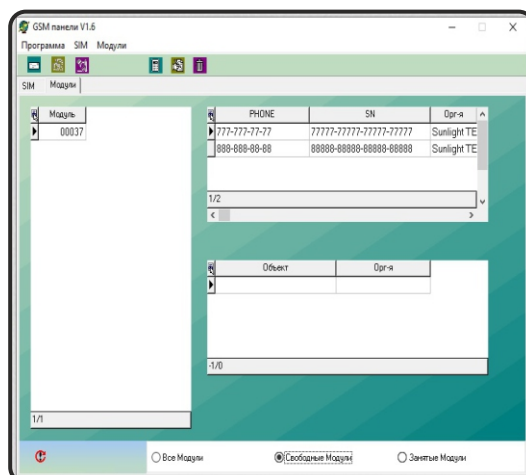 GSM панели V1.6
Программа SIM Модули
SIM Модули
Модуль
00037
1/1
PHONE SN Орг-я
777-777-77-77 77777-77777-77777-77777 Sunlight TE
888-888-88-88 88888-88888-88888-88888 Sunlight TE
1/2
Объект Орг-я
-1/0
Все Модули Свободные Модули Занятые Модули